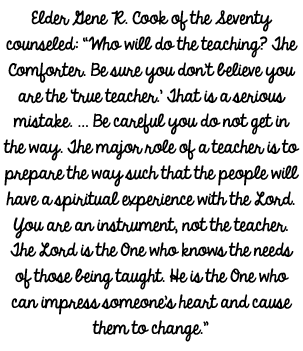 Elder Gene R. Cook of the Seventy
counseled: "Who will do the teaching? The
Comforter. Be sure you don't believe you
are the 'true teacher.' That is a serious
mistake. ... Be careful you do not get in
the way. The major role of a teacher is to
prepare the way such that the people will
have a spiritual experience with the Lord.
You are an instrument, not the teacher.
The Lord is the One who knows the needs
of those being taught. He is the One who
can impress someone's heart and cause
them to change."